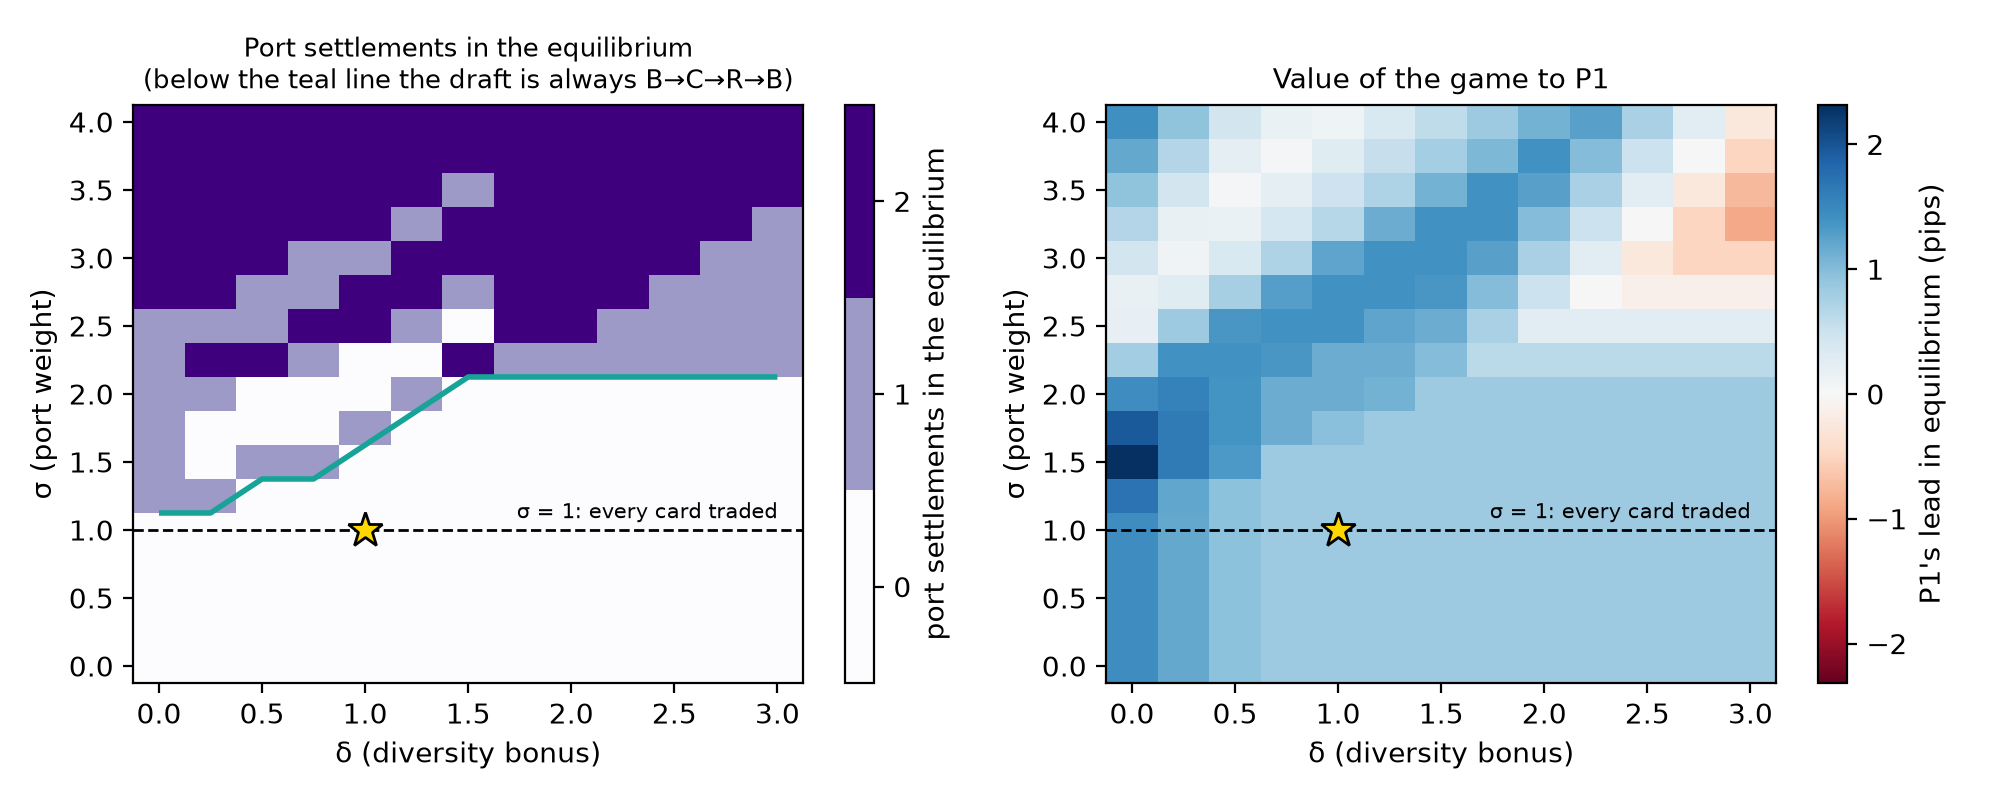 Port settlements in the equilibrium
(below the teal line the draft is always B→C→R→B)
4.0
3.5
3.0
2.5
2.0
1.5
1.0
0.5
0.0
σ (port weight)
σ = 1: every card traded
0.0 0.5 1.0 1.5 2.0 2.5 3.0
δ (diversity bonus)
2
1
0
port settlements in the equilibrium
Value of the game to P1
4.0
3.5
3.0
2.5
2.0
1.5
1.0
0.5
0.0
σ (port weight)
σ = 1: every card traded
0.0 0.5 1.0 1.5 2.0 2.5 3.0
δ (diversity bonus)
2
1
0
−1
−2
P1's lead in equilibrium (pips)